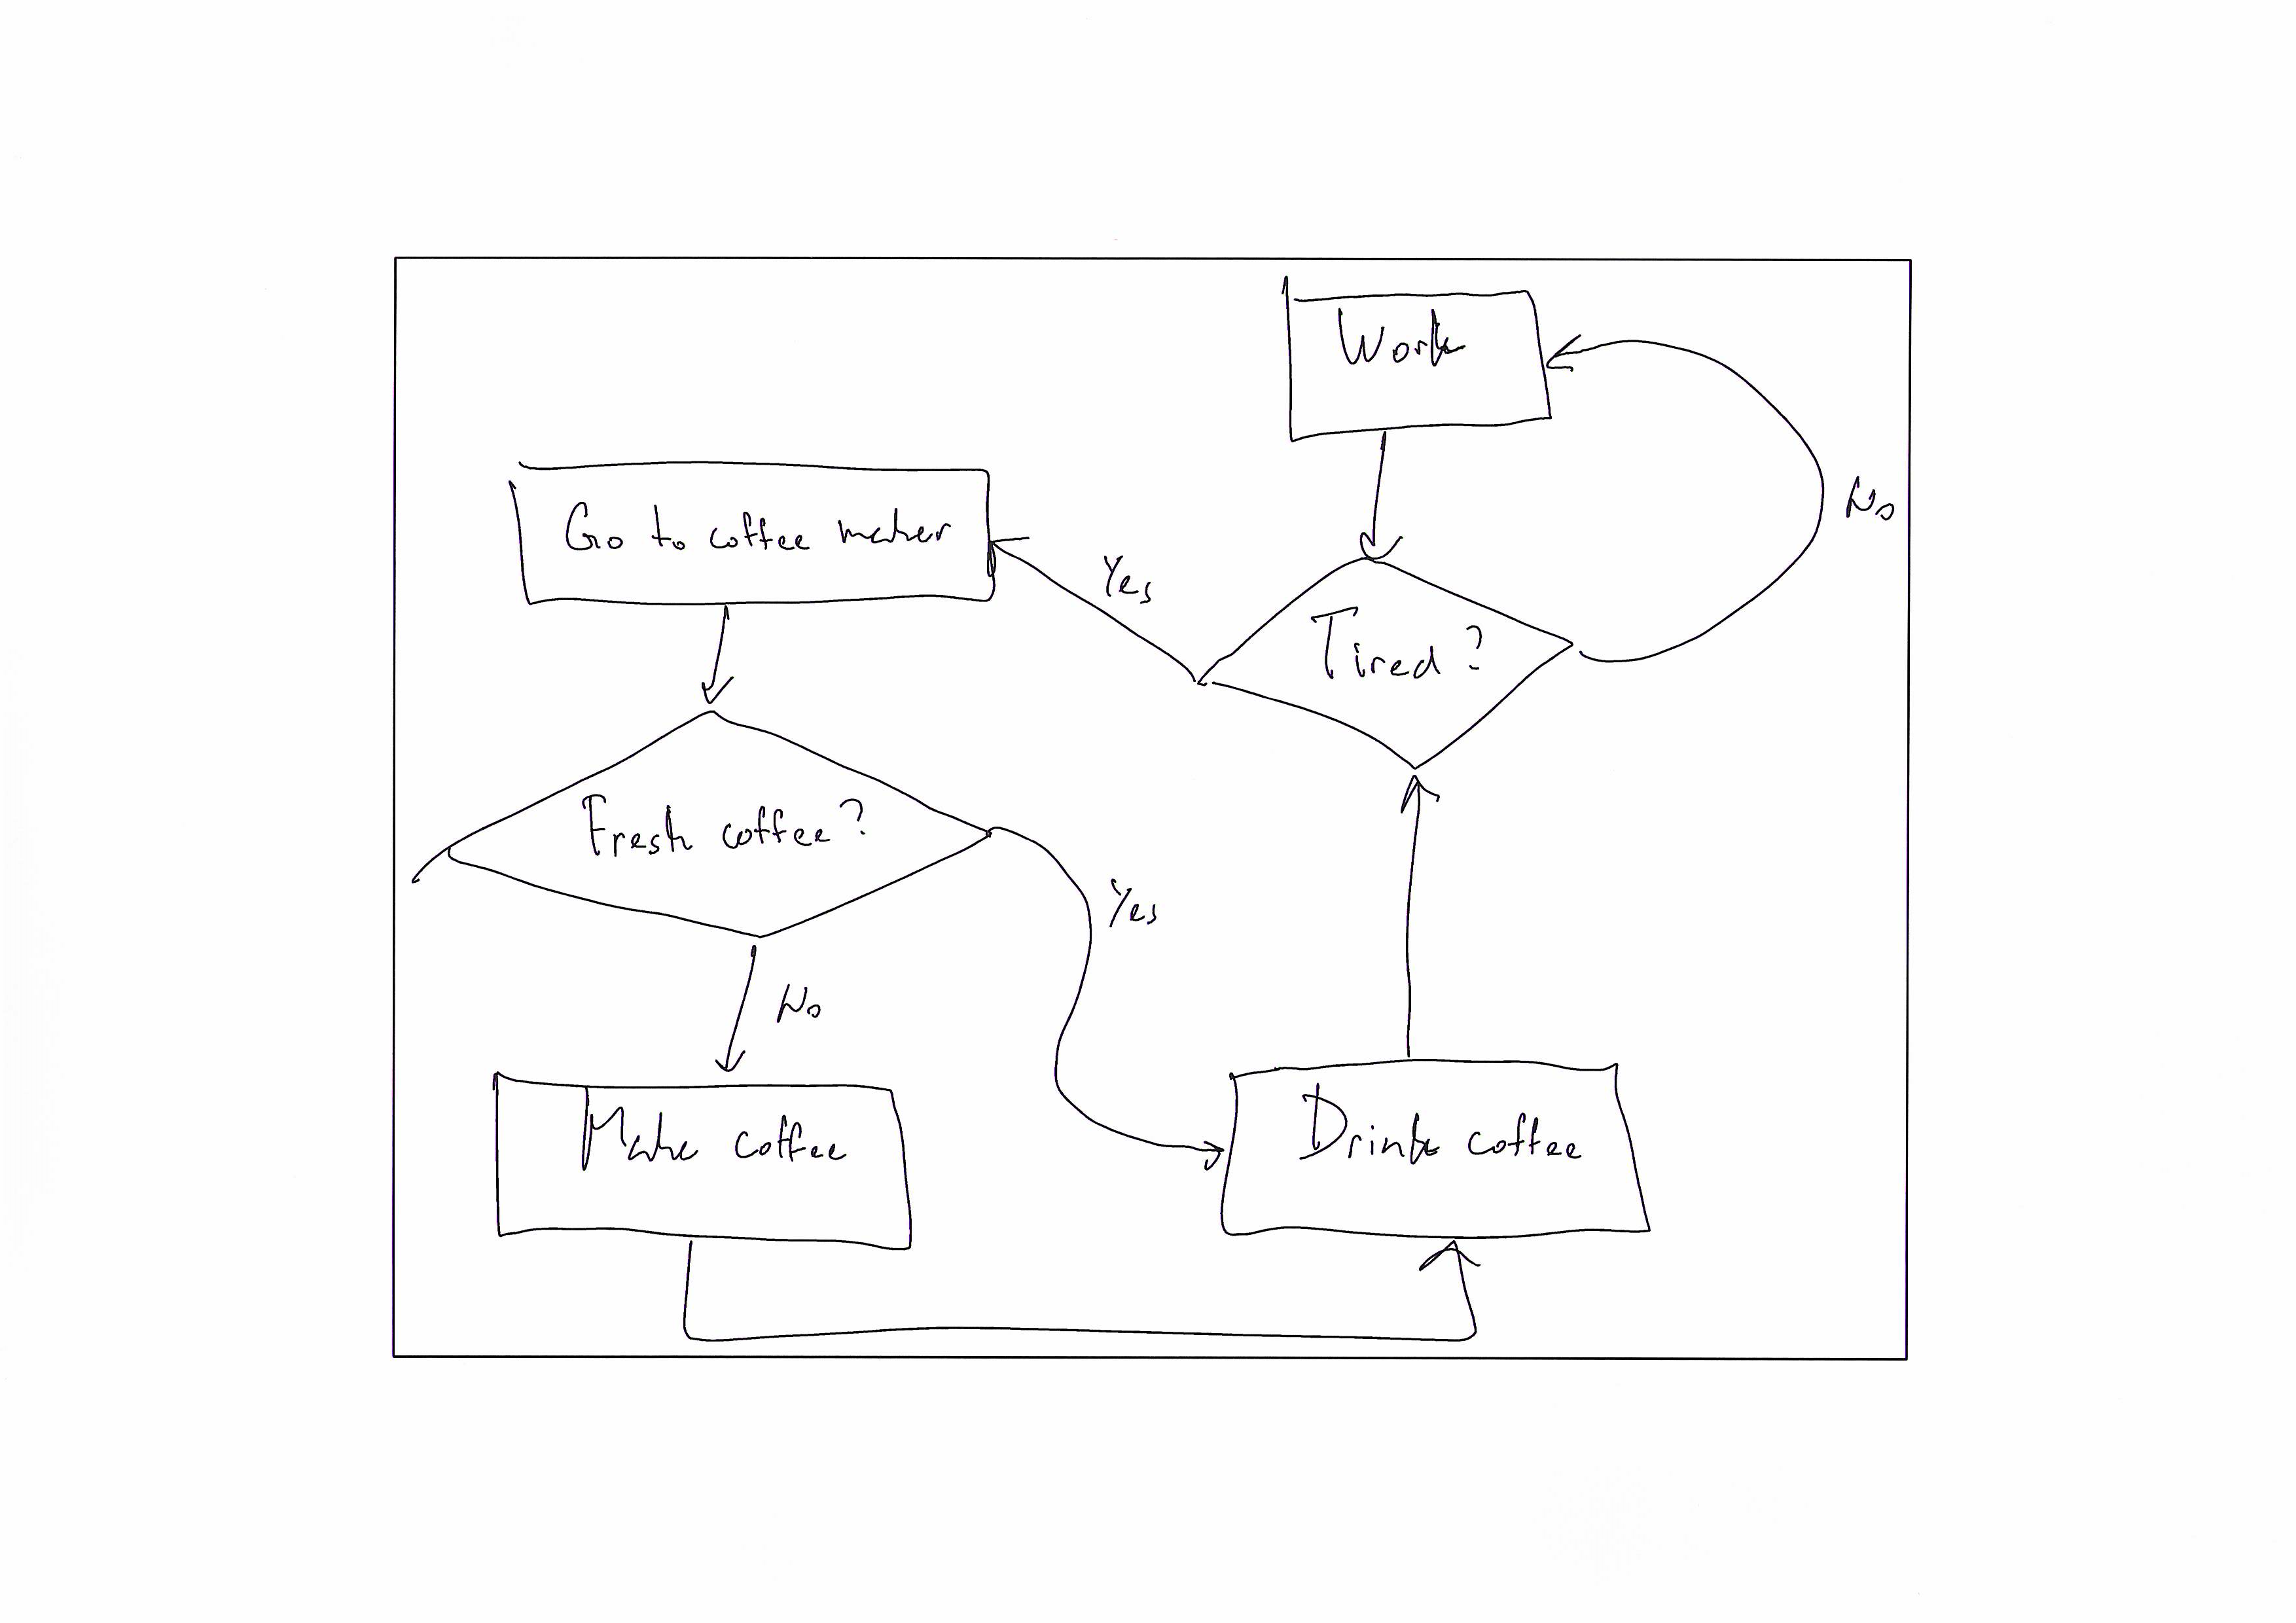 Work
No
Go to coffee maker
Yes
Tired?
Fresh coffee?
Yes
No
Make coffee
Drink coffee